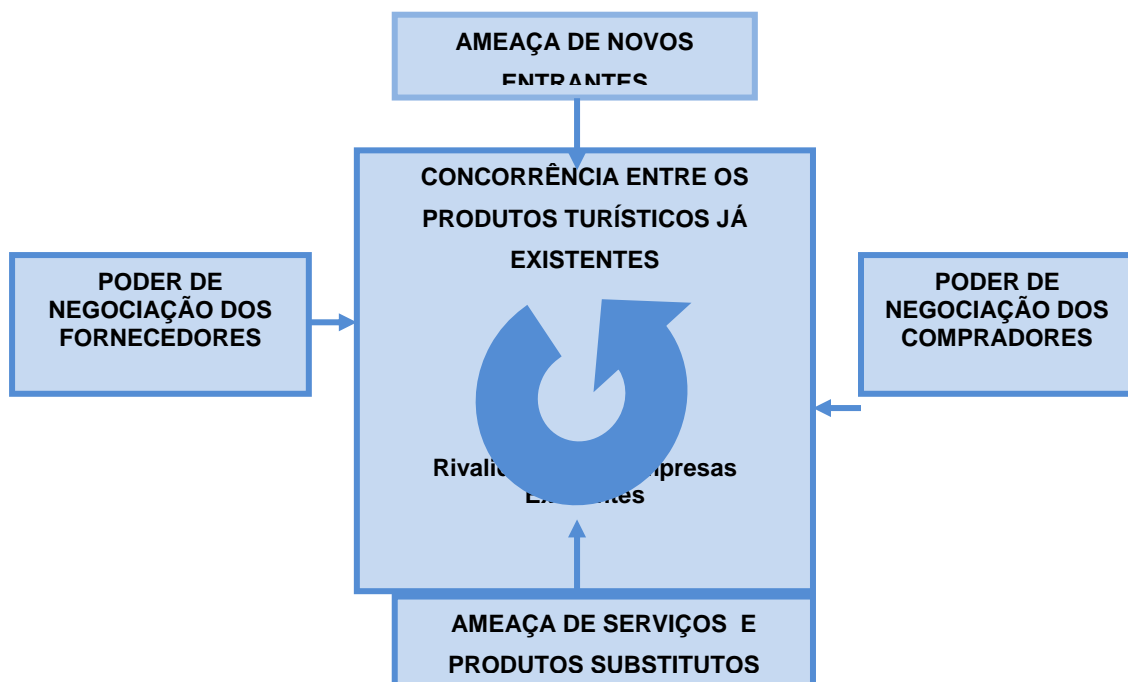 AMEAÇA DE NOVOS
ENTRANTES
CONCORRÊNCIA ENTRE OS
PRODUTOS TURÍSTICOS JÁ
EXISTENTES
PODER DE
NEGOCIAÇÃO DOS
FORNECEDORES
PODER DE
NEGOCIAÇÃO DOS
COMPRADORES
AMEAÇA DE SERVIÇOS E
PRODUTOS SUBSTITUTOS